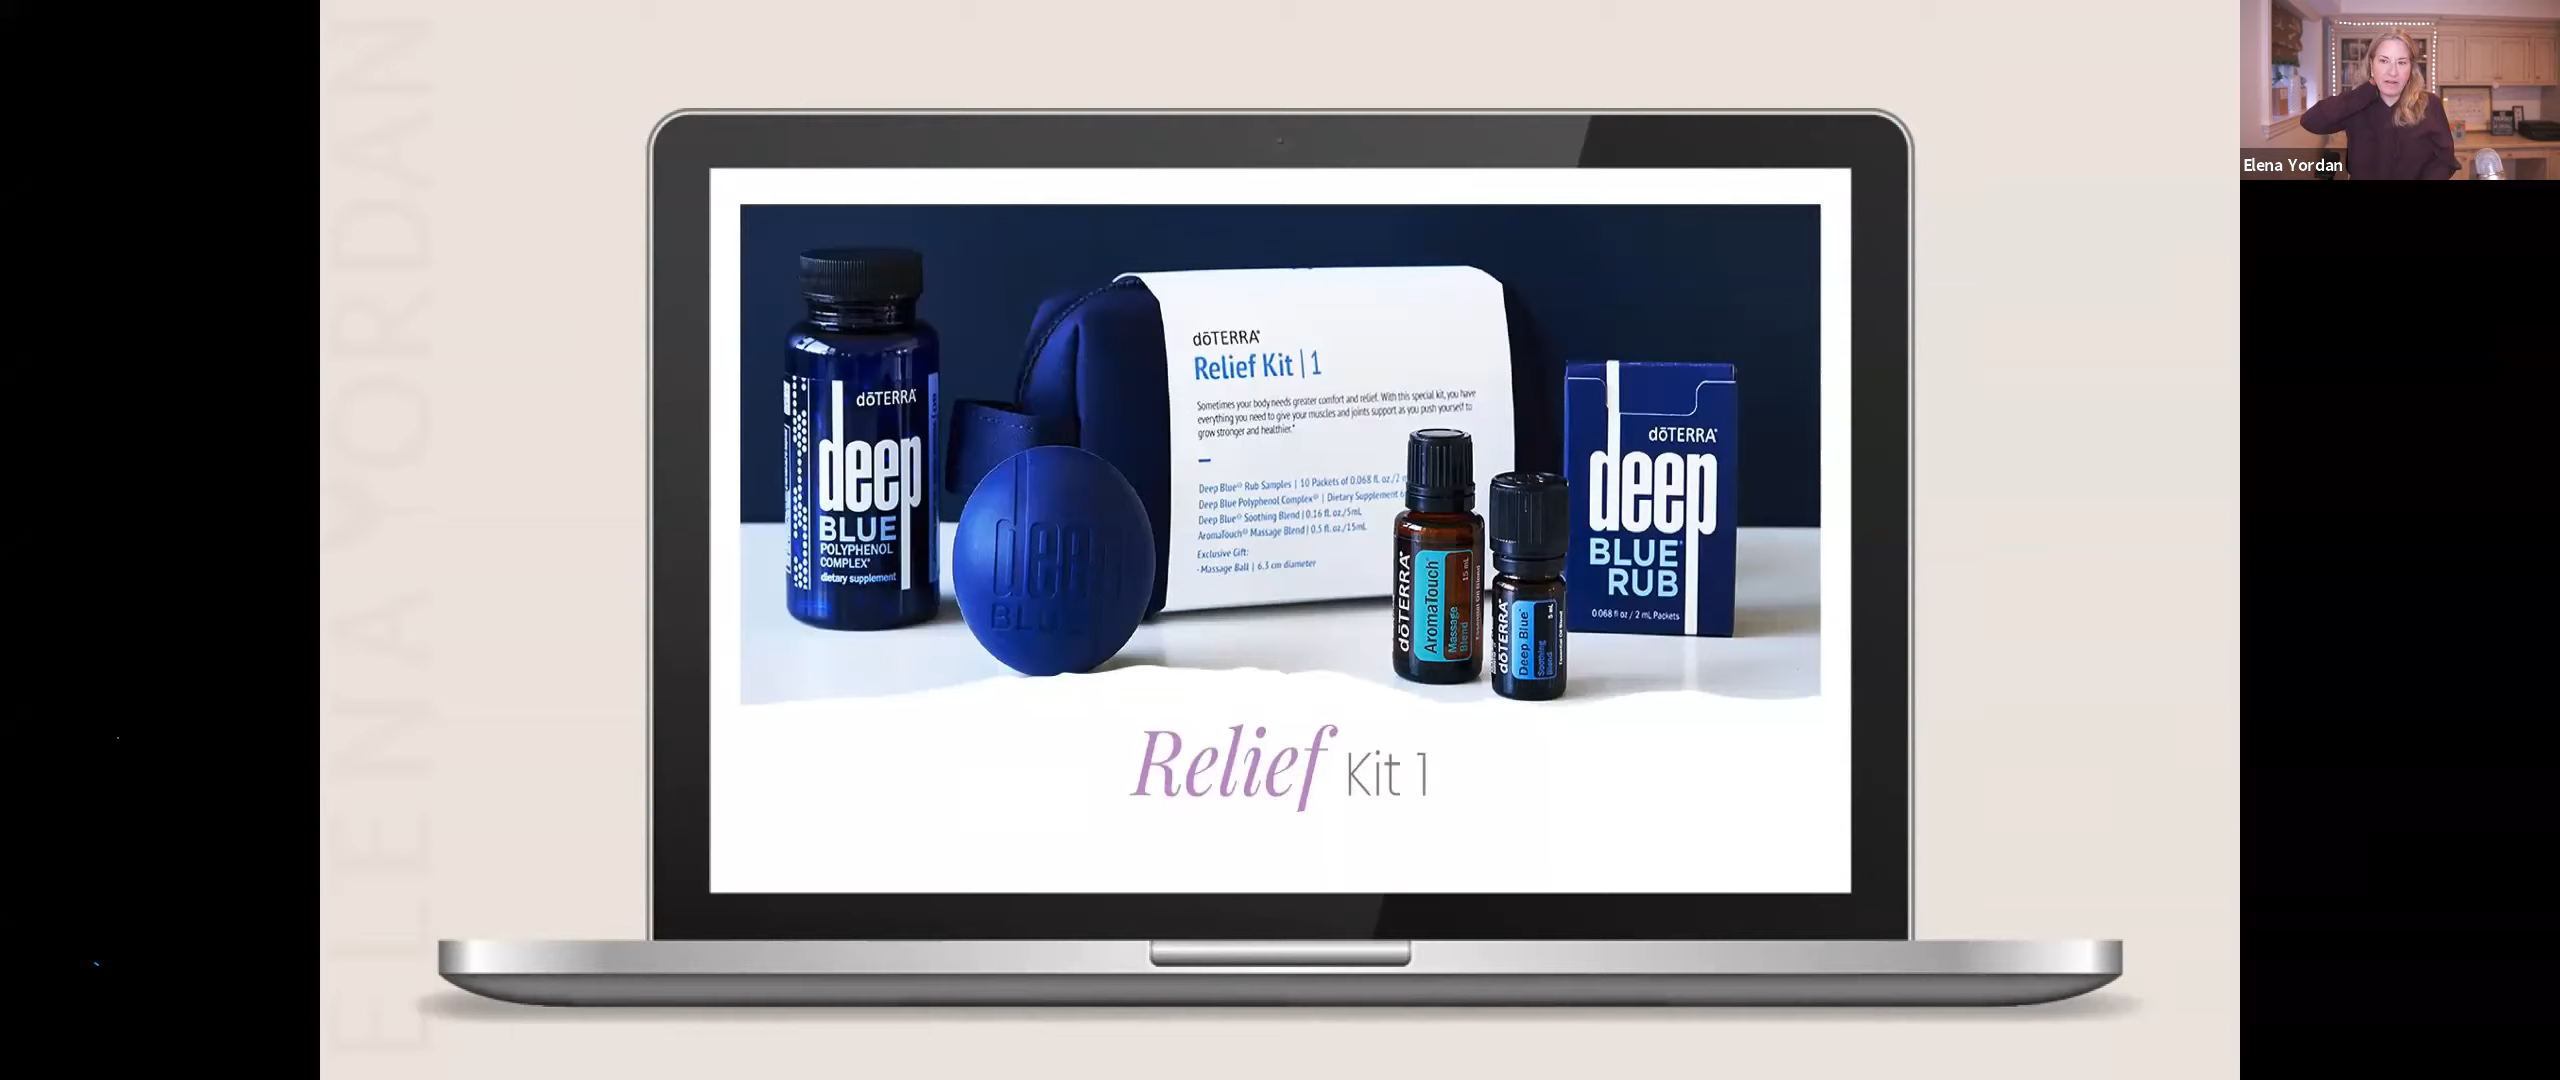 ELENA YORDAN
Elena Yordan
dōTERRA
deep
BLUE
POLYPHENOL
COMPLEX*
dietary supplement
deep
BLUE
dōTERRA®
Relief Kit | 1
Sometimes your body needs greater comfort and relief. With this special kit, you have
everything you need to give your muscles and joints support as you push yourself to
grow stronger and healthier.*
Deep Blue® Rub Samples | 10 Packets of 0.068 fl. oz./2
Deep Blue Polyphenol Complex® | Dietary Supplement
Deep Blue® Soothing Blend | 0.16 fl. oz./5mL
AromaTouch® Massage Blend | 0.5 fl. oz./15mL
Exclusive Gift:
- Massage Ball | 6.3 cm diameter
dōTERRA®
AromaTouch®
Massage
Blend
15 mL
Essential Oil Blend
dōTERRA®
Deep Blue®
Soothing
Blend
5 mL
Essential Oil Blend
dōTERRA®
deep
BLUE®
RUB
0.068 fl oz / 2 mL Packets
Relief Kit 1